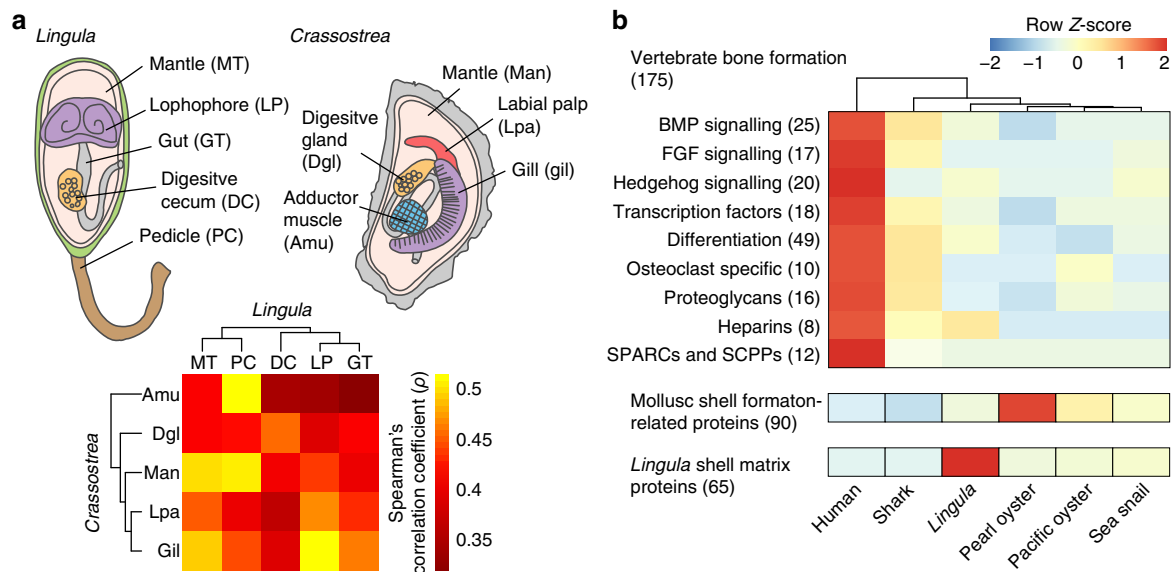 a
Lingula
Mantle (MT)
Lophophore (LP)
Gut (GT)
Digesitve
cecum (DC)
Pedicle (PC)
Crassostrea
Mantle (Man)
Labial palp
(Lpa)
Digesitve
gland
(Dgl)
Gill (gil)
Adductor
muscle
(Amu)
Lingula
MT PC DC LP GT
Crassostrea
Amu
Dgl
Man
Lpa
Gil
Spearman's
correlation coefficient (ρ)
0.5
0.45
0.4
0.35
b
Row Z-score
−2 −1 0 1 2
Vertebrate bone formation
(175)
BMP signalling (25)
FGF signalling (17)
Hedgehog signalling (20)
Transcription factors (18)
Differentiation (49)
Osteoclast specific (10)
Proteoglycans (16)
Heparins (8)
SPARCs and SCPPs (12)
Mollusc shell formaton-
related proteins (90)
Lingula shell matrix
proteins (65)
Human
Shark
Lingula
Pearl oyster
Pacific oyster
Sea snail